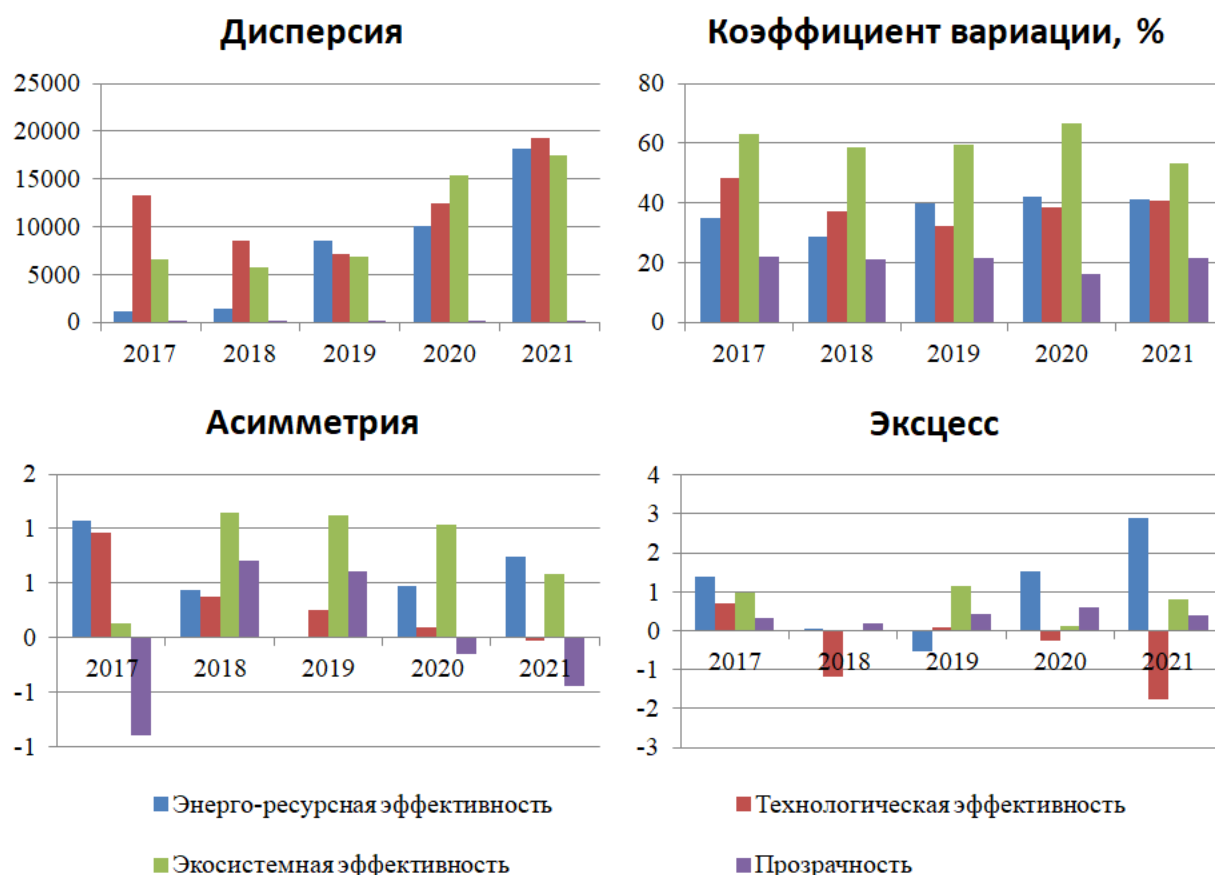 Дисперсия
25000
20000
15000
10000
5000
0
2017 2018 2019 2020 2021
Коэффициент вариации, %
80
60
40
20
0
2017 2018 2019 2020 2021
Асимметрия
2
1
1
0
-1
-1
2017 2018 2019 2020 2021
Эксцесс
4
3
2
1
0
-1
-2
-3
2017 2018 2019 2020 2021
Энерго-ресурсная эффективность
Технологическая эффективность
Экосистемная эффективность
Прозрачность